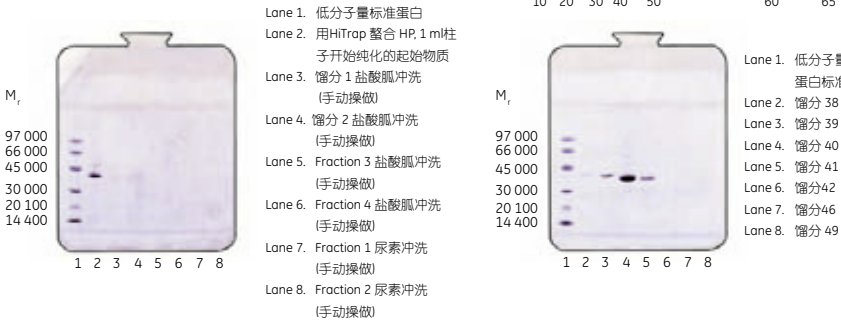 10 20 30 40 50 60 65
M_r
97 000
66 000
45 000
30 000
20 100
14 400
1 2 3 4 5 6 7 8
Lane 1. 低分子量标准蛋白
Lane 2. 用HiTrap 螯合 HP, 1 ml柱
子开始纯化的起始物质
Lane 3. 馏分 1 盐酸胍冲洗
(手动操做)
Lane 4. 馏分 2 盐酸胍冲洗
(手动操做)
Lane 5. Fraction 3 盐酸胍冲洗
(手动操做)
Lane 6. Fraction 4 盐酸胍冲洗
(手动操做)
Lane 7. Fraction 1 尿素冲洗
(手动操做)
Lane 8. Fraction 2 尿素冲洗
(手动操做)
M_r
97 000
66 000
45 000
30 000
20 100
14 400
1 2 3 4 5 6 7 8
Lane 1. 低分子量
蛋白标准
Lane 2. 馏分 38
Lane 3. 馏分 39
Lane 4. 馏分 40
Lane 5. 馏分 41
Lane 6. 馏分42
Lane 7. 馏分46
Lane 8. 馏分 49